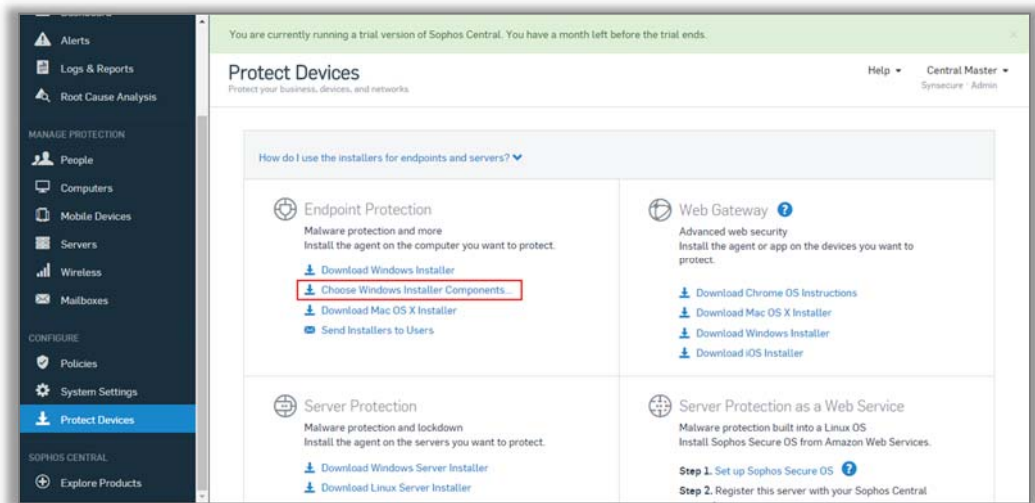 Dashboard
Alerts
Logs & Reports
Root Cause Analysis
MANAGE PROTECTION
People
Computers
Mobile Devices
Servers
Wireless
Mailboxes
CONFIGURE
Policies
System Settings
Protect Devices
SOPHOS CENTRAL
Explore Products
You are currently running a trial version of Sophos Central. You have a month left before the trial ends.
Protect Devices
Protect your business, devices, and networks
Help
Central Master
Synsecure · Admin
How do I use the installers for endpoints and servers?
Endpoint Protection
Malware protection and more
Install the agent on the computer you want to protect.
Download Windows Installer
Choose Windows Installer Components...
Download Mac OS X Installer
Send Installers to Users
Web Gateway ?
Advanced web security
Install the agent or app on the devices you want to
protect.
Download Chrome OS Instructions
Download Mac OS X Installer
Download Windows Installer
Download iOS Installer
Server Protection
Malware protection and lockdown
Install the agent on the servers you want to protect.
Download Windows Server Installer
Download Linux Server Installer
Server Protection as a Web Service
Malware protection built into a Linux OS
Install Sophos Secure OS from Amazon Web Services.
Step 1. Set up Sophos Secure OS ?
Step 2. Register this server with your Sophos Central